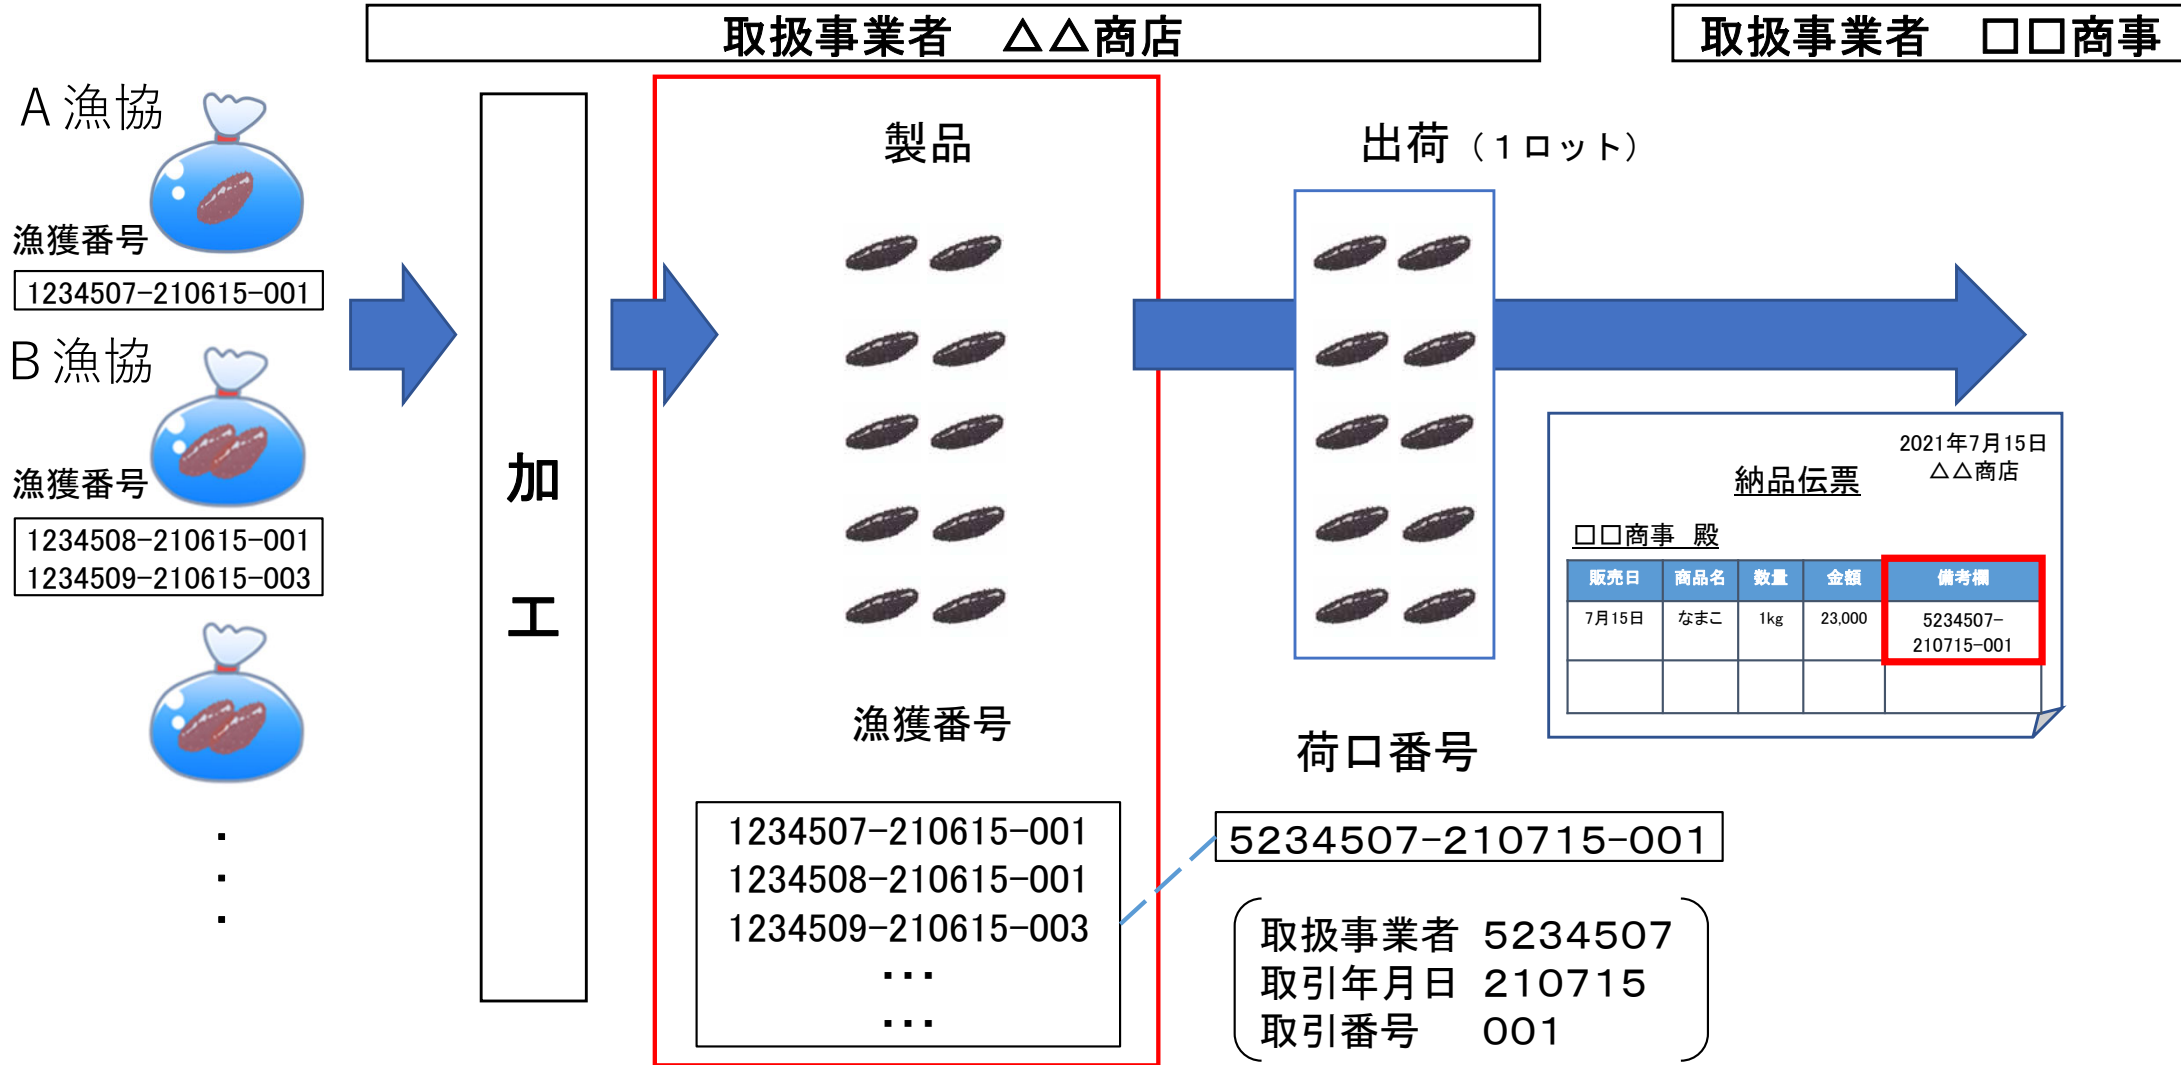 取扱事業者　△△商店
取扱事業者　□□商事
A漁協
漁獲番号
1234507-210615-001
B漁協
漁獲番号
1234508-210615-001
1234509-210615-003
・
・
・
加
工
製品
漁獲番号
1234507-210615-001
1234508-210615-001
1234509-210615-003
・・・
・・・
出荷（１ロット）
荷口番号
5234507-210715-001
取扱事業者 5234507
取引年月日 210715
取引番号 001
2021年7月15日
△△商店
納品伝票
□□商事 殿
販売日 商品名 数量 金額 備考欄
7月15日 なまこ 1kg 23,000 5234507-
210715-001